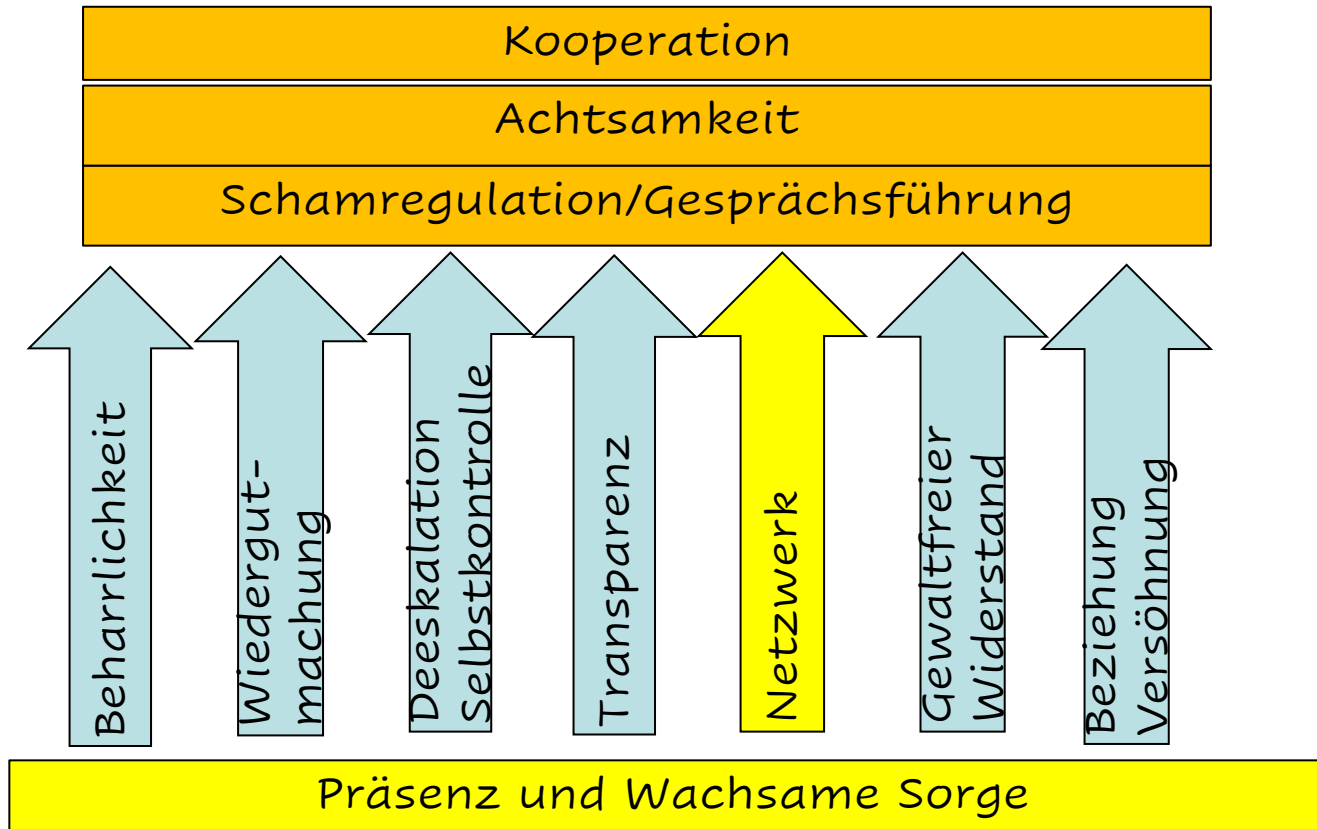 Kooperation
Achtsamkeit
Schamregulation/Gesprächsführung
Beharrlichkeit
Wiedergut-
machung
Deeskalation
Selbstkontrolle
Transparenz
Netzwerk
Gewaltfreier
Widerstand
Beziehung
Versöhnung
Präsenz und Wachsame Sorge